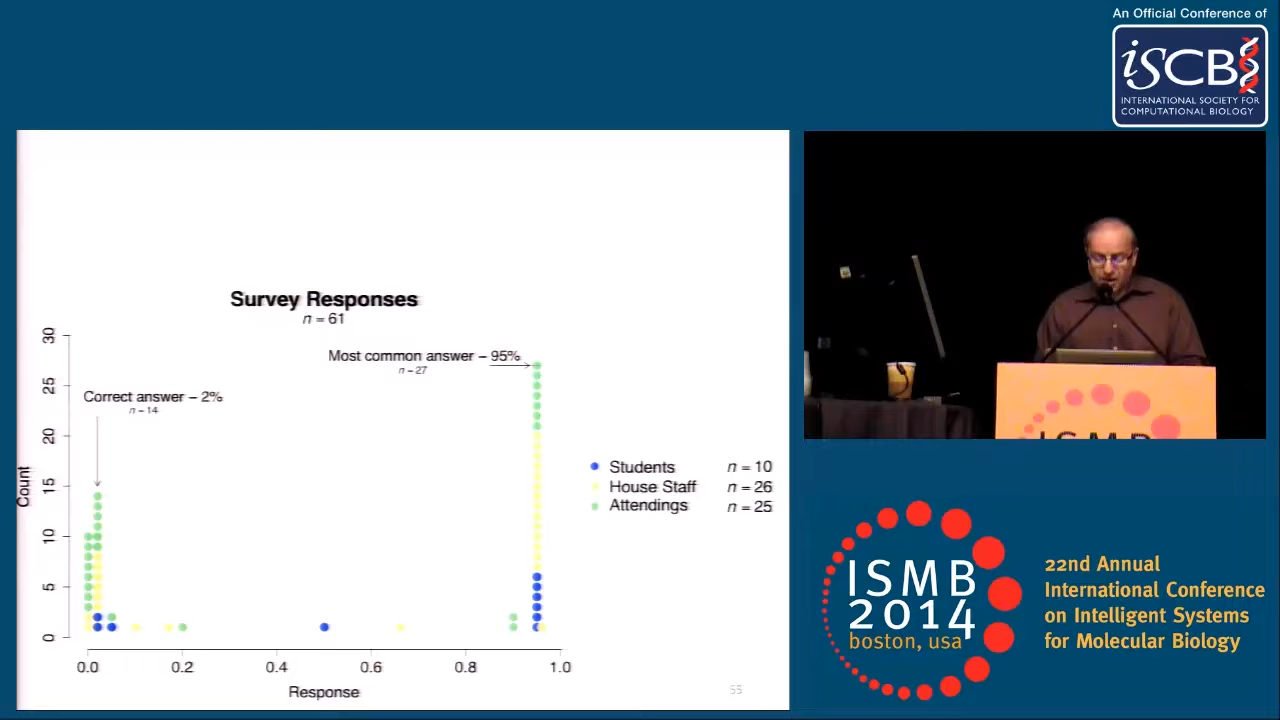 An Official Conference of
iSCB
INTERNATIONAL SOCIETY FOR
COMPUTATIONAL BIOLOGY
Survey Responses
n = 61
Most common answer – 95%
n – 27
Correct answer – 2%
n – 14
30
25
20
15
10
5
0
Count
0.0 0.2 0.4 0.6 0.8 1.0
Response
Students n = 10
House Staff n = 26
Attendings n = 25
55
ISMB
ISMB
2014
boston, usa
22nd Annual
International Conference
on Intelligent Systems
for Molecular Biology